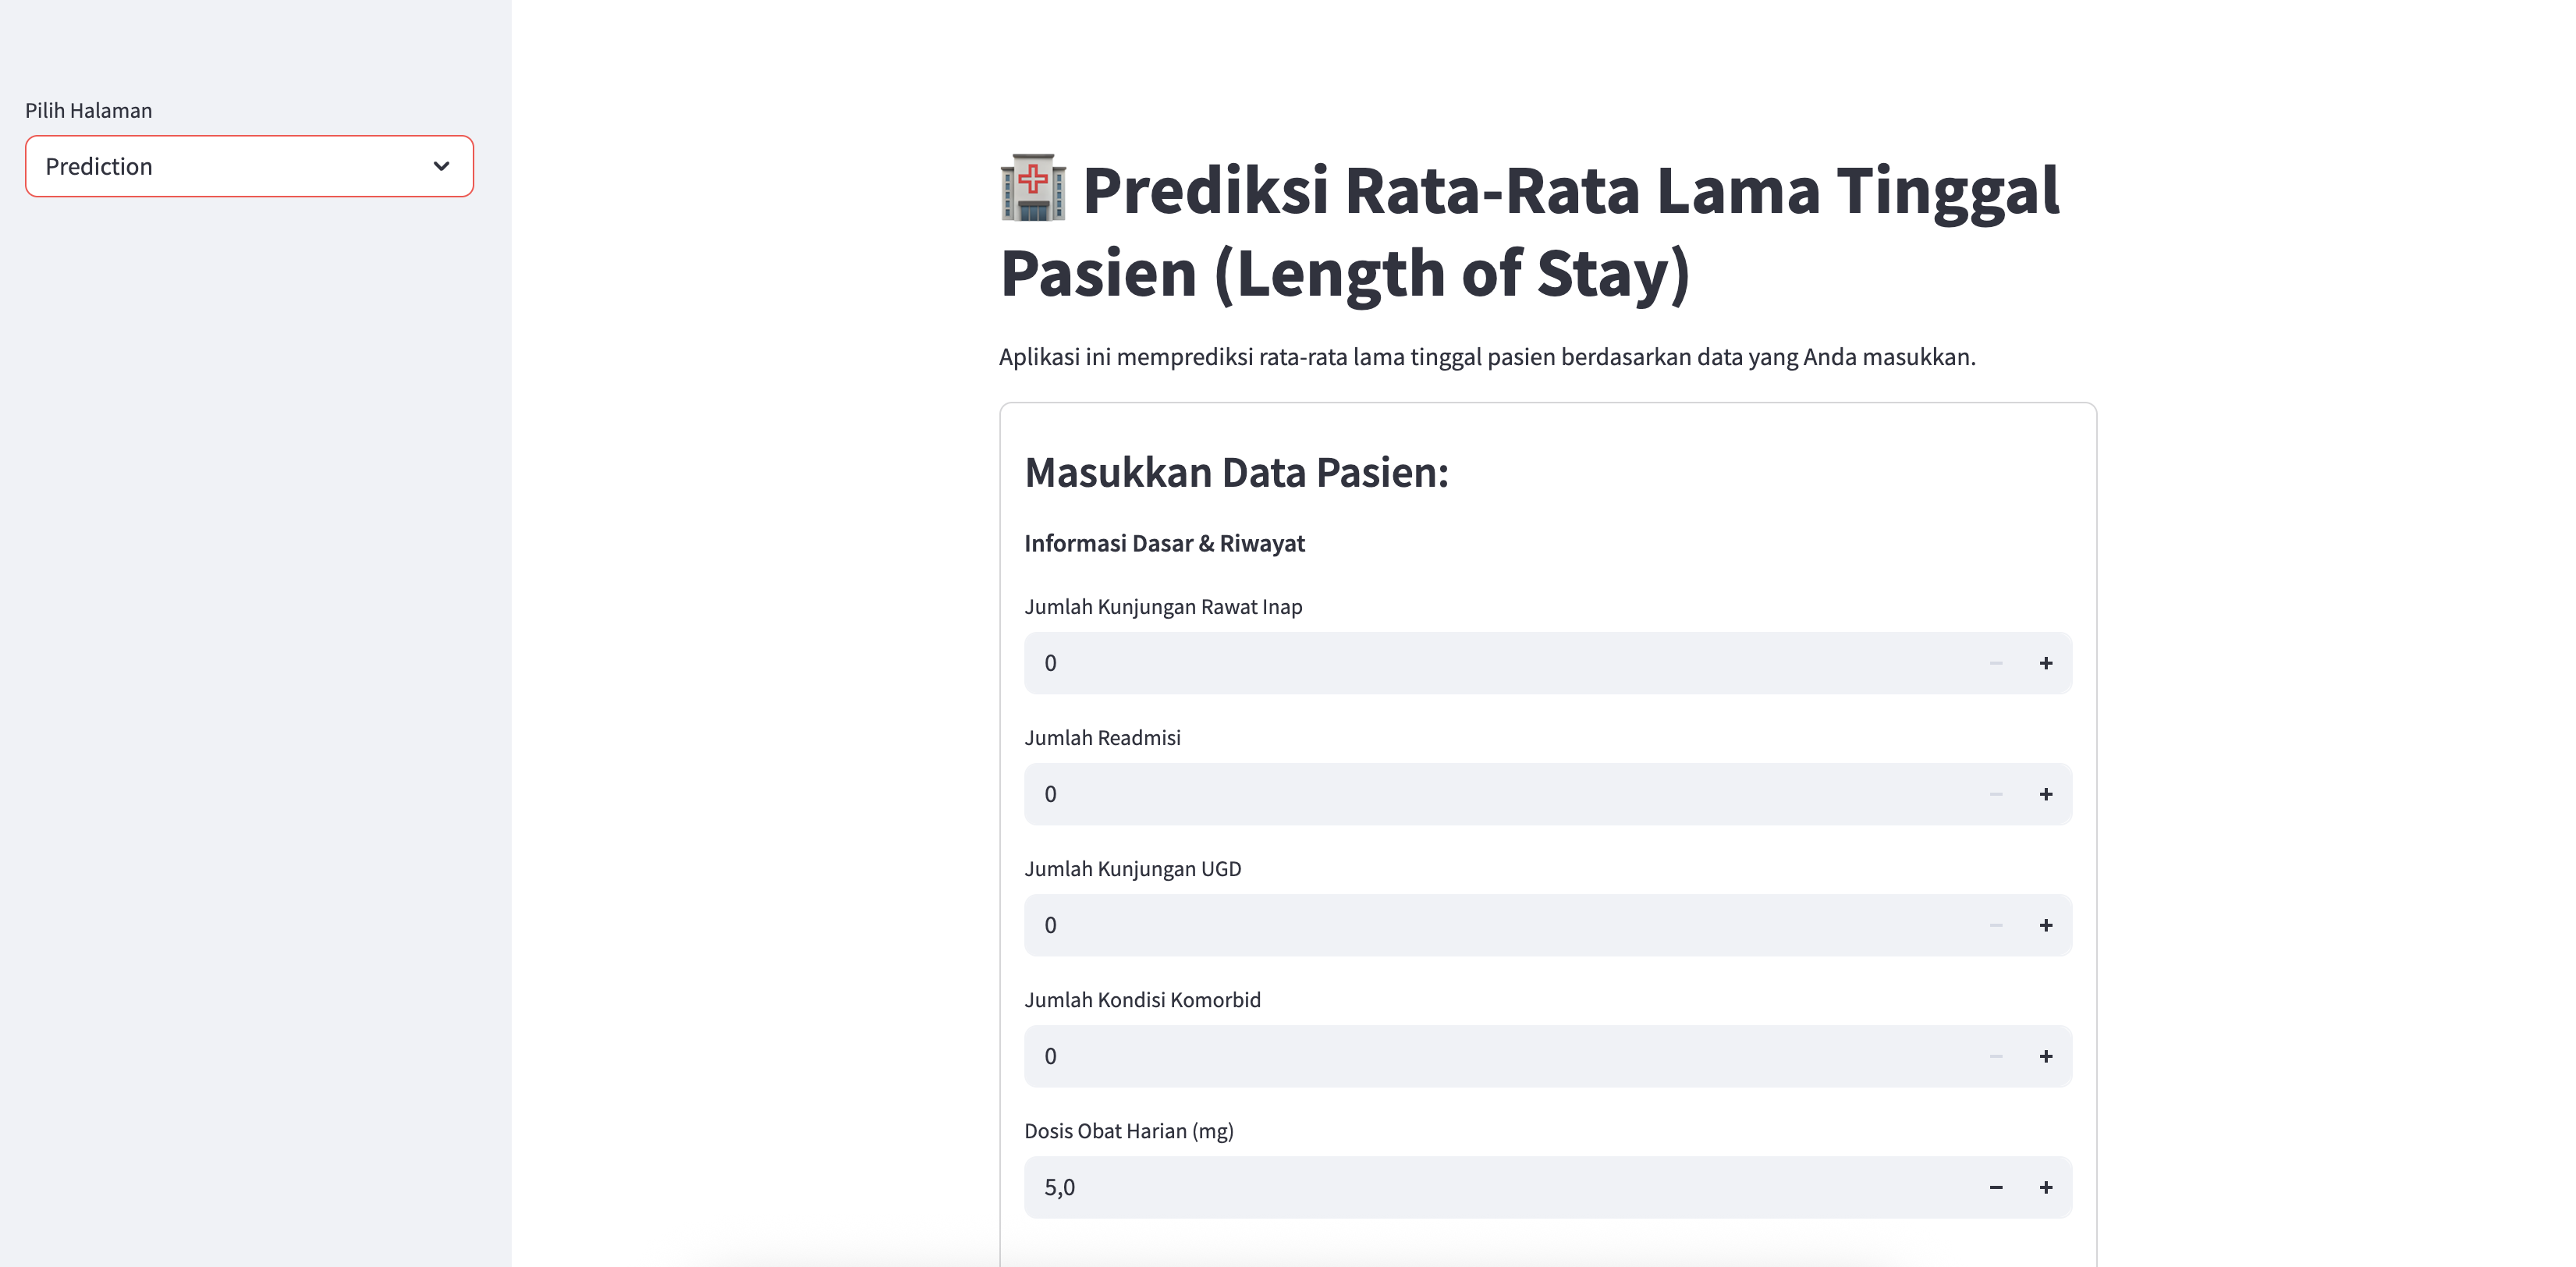 Pilih Halaman
Prediction
Prediksi Rata-Rata Lama Tinggal
Pasien (Length of Stay)
Aplikasi ini memprediksi rata-rata lama tinggal pasien berdasarkan data yang Anda masukkan.
Masukkan Data Pasien:
Informasi Dasar & Riwayat
Jumlah Kunjungan Rawat Inap
0
Jumlah Readmisi
0
Jumlah Kunjungan UGD
0
Jumlah Kondisi Komorbid
0
Dosis Obat Harian (mg)
5,0